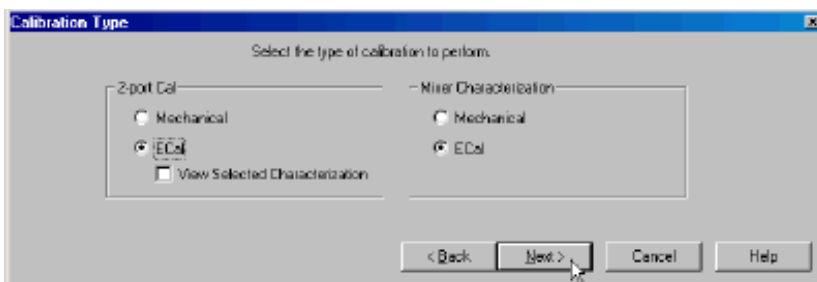 Calibration Type
Select the type of calibration to perform.
2-port Cal
Mechanical
ECal
View Selected Characterization
Mixer Characterization
Mechanical
ECal
< Back
Next >
Cancel
Help